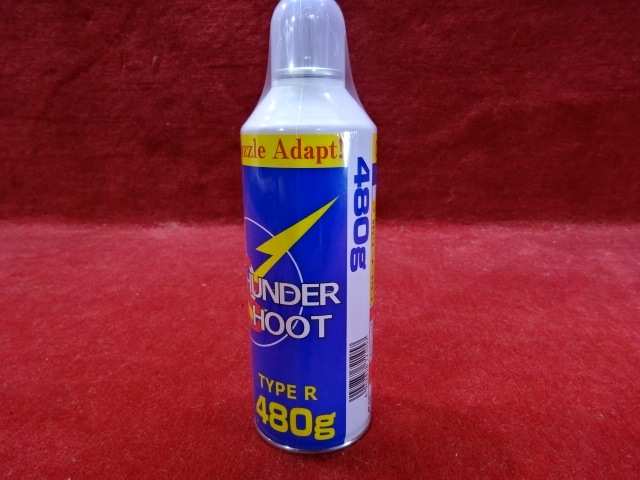 zzle Adapt!
480g
HUNDER
HOOT
TYPE R
480g